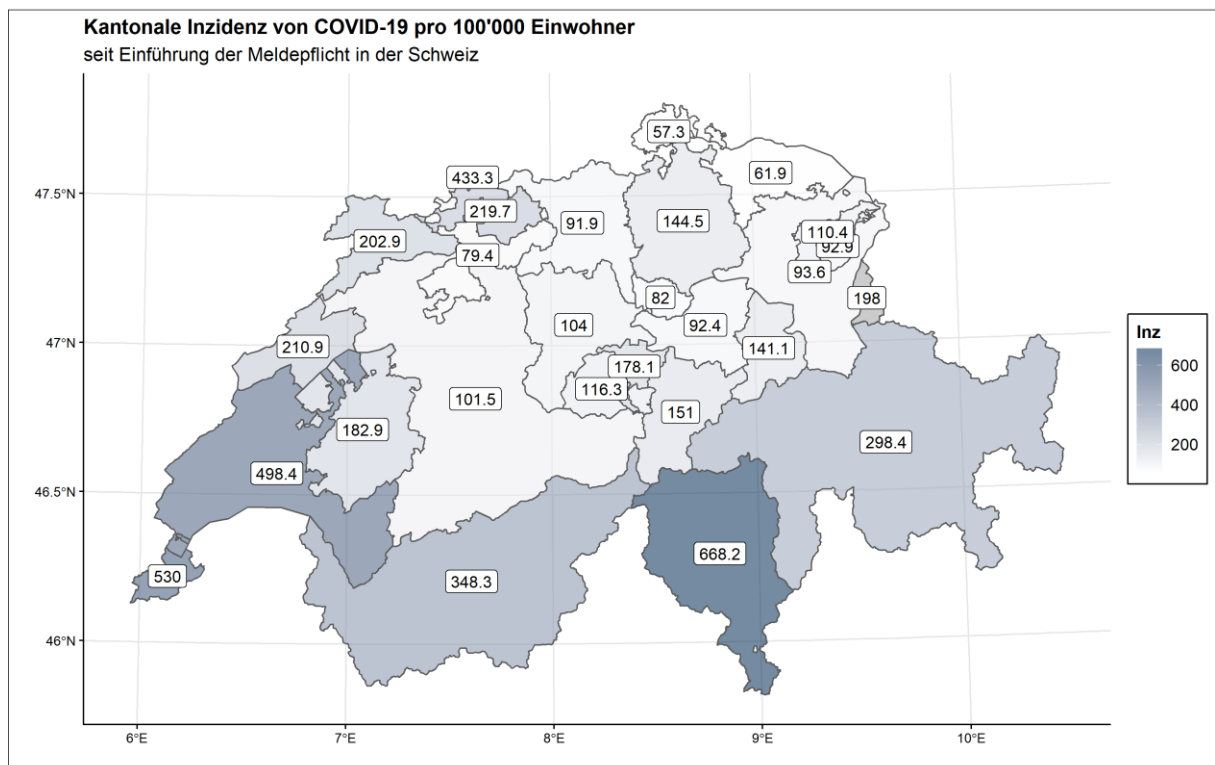 Kantonale Inzidenz von COVID-19 pro 100'000 Einwohner
seit Einführung der Meldepflicht in der Schweiz
57.3
61.9
433.3
219.7
91.9
144.5
110.4
92.9
202.9
79.4
93.6
82
198
104
92.4
210.9
141.1
178.1
116.3
101.5
151
182.9
298.4
498.4
668.2
530
348.3
47.5°N
47°N
46.5°N
46°N
6°E
7°E
8°E
9°E
10°E
Inz
600
400
200